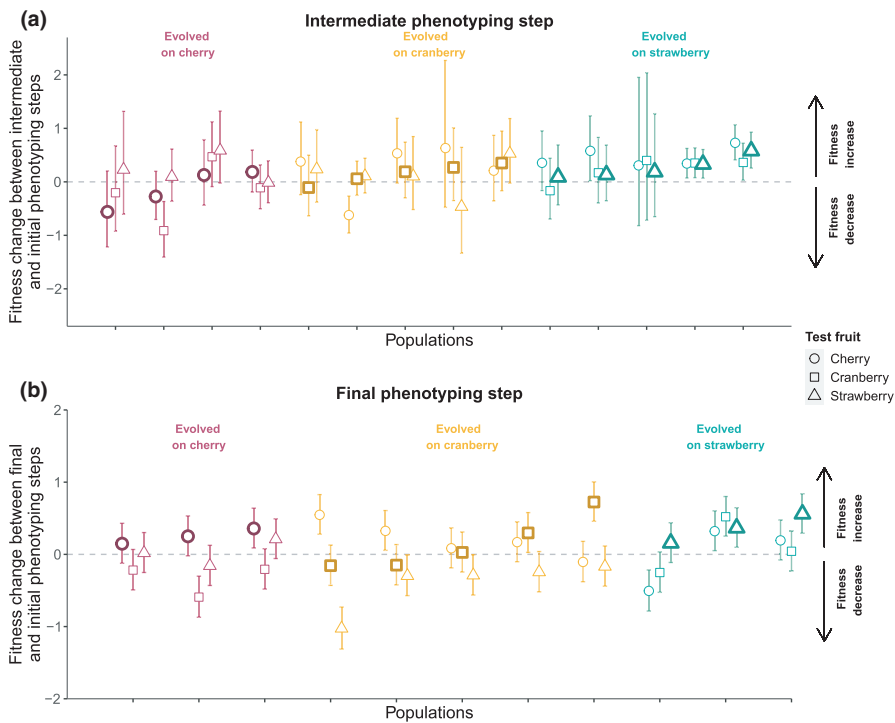 (a)
Intermediate phenotyping step
Evolved
on cherry
Evolved
on cranberry
Evolved
on strawberry
Fitness change between intermediate
and initial phenotyping steps
2
1
0
−1
−2
Fitness
increase
Fitness
decrease
Populations
Test fruit
Cherry
Cranberry
Strawberry
(b)
Final phenotyping step
Evolved
on cherry
Evolved
on cranberry
Evolved
on strawberry
Fitness change between final
and initial phenotyping steps
2
1
0
−1
−2
Fitness
increase
Fitness
decrease
Populations